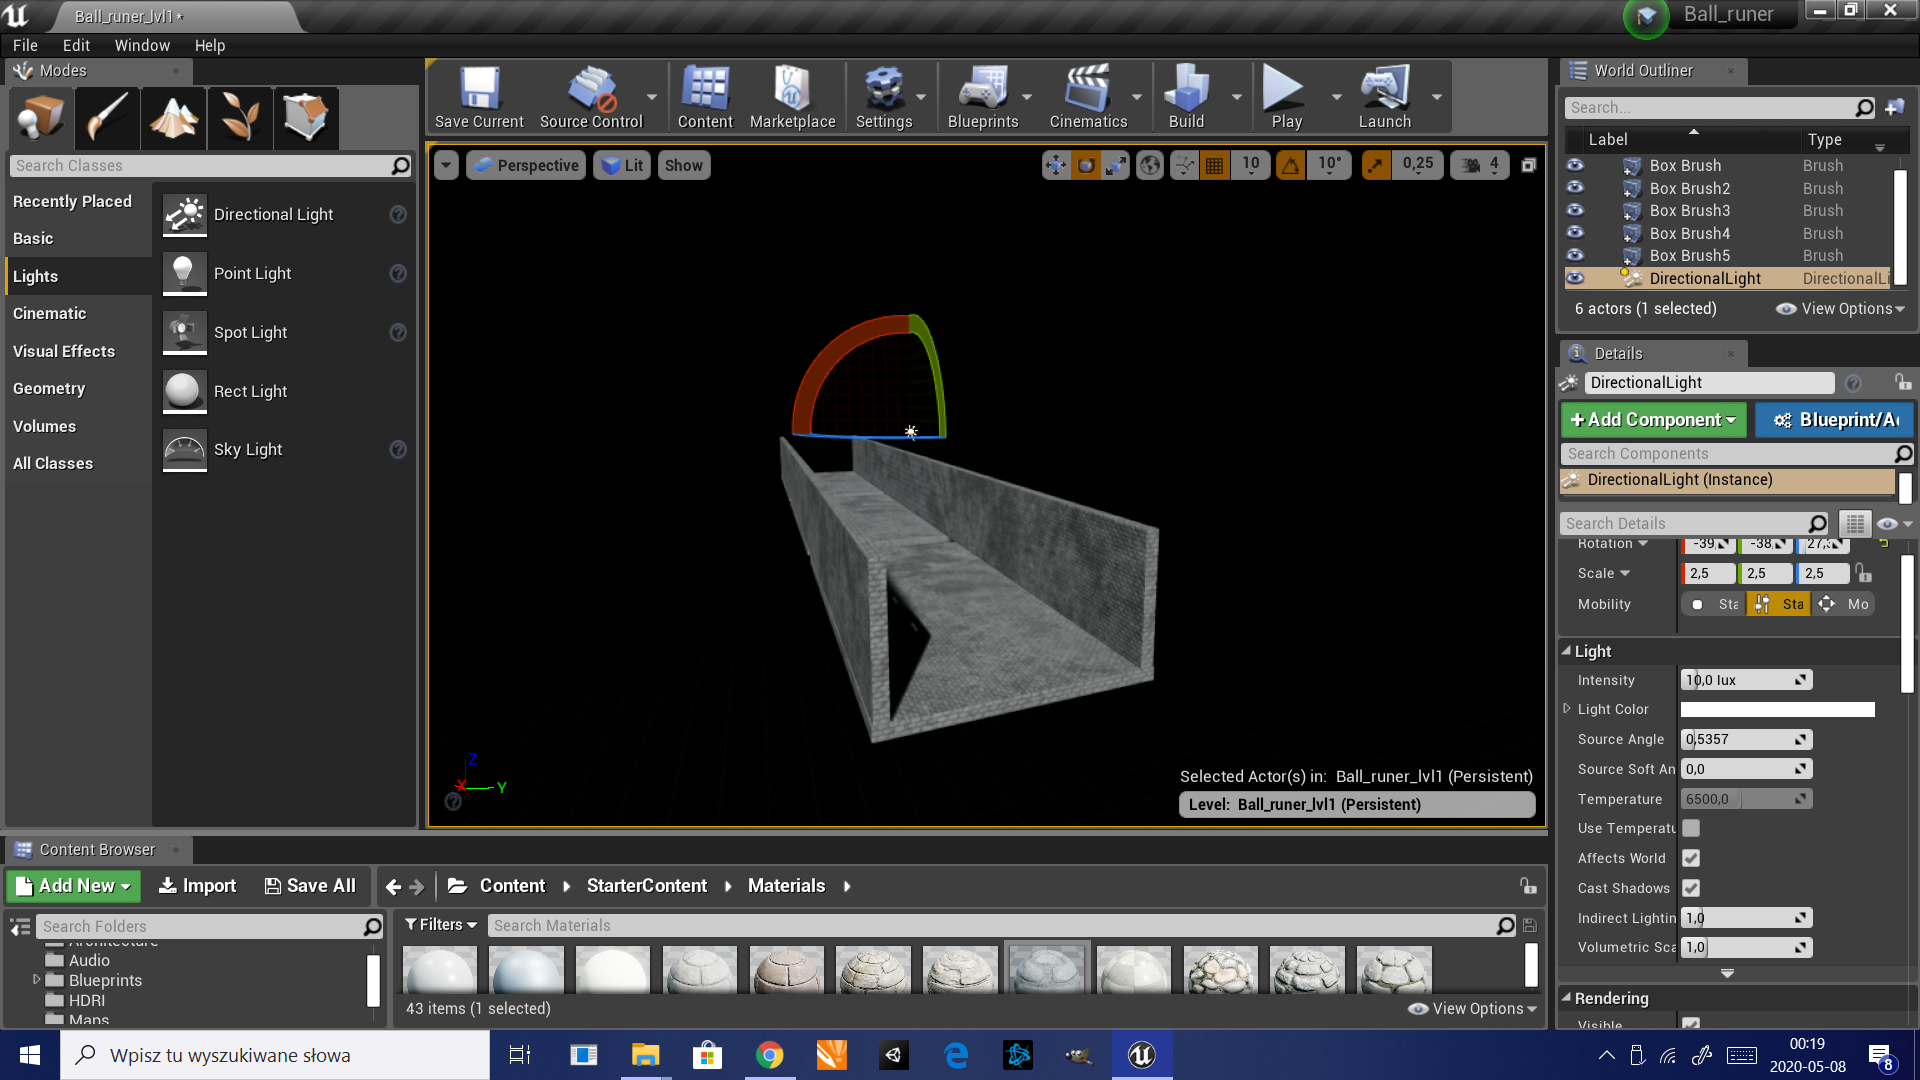 Ball_runer_lvl1*
Ball_runer
File Edit Window Help
Modes
Search Classes
Recently Placed
Basic
Lights
Cinematic
Visual Effects
Geometry
Volumes
All Classes
Directional Light
Point Light
Spot Light
Rect Light
Sky Light
Save Current Source Control Content Marketplace Settings Blueprints Cinematics Build Play Launch
Perspective Lit Show 10 10° 0,25 4
Z
X Y
Selected Actor(s) in: Ball_runer_lvl1 (Persistent)
Level: Ball_runer_lvl1 (Persistent)
World Outliner
Search...
Label Type
Box Brush Brush
Box Brush2 Brush
Box Brush3 Brush
Box Brush4 Brush
Box Brush5 Brush
DirectionalLight DirectionalLi
6 actors (1 selected) View Options
Details
DirectionalLight
+Add Component Blueprint/A
Search Components
DirectionalLight (Instance)
Search Details
Rotation -39, -38, 27,
Scale 2,5 2,5 2,5
Mobility Sta Sta Mo
Light
Intensity 10,0 lux
Light Color
Source Angle 0,5357
Source Soft An 0,0
Temperature 6500,0
Use Temperatu
Affects World
Cast Shadows
Indirect Lightin 1,0
Volumetric Sca 1,0
Rendering
Visible
Content Browser
Add New Import Save All Content StarterContent Materials
Search Folders
Architecture
Audio
Blueprints
HDRI
Maps
Filters Search Materials
43 items (1 selected) View Options
Wpisz tu wyszukiwane słowa
00:19
2020-05-08
8